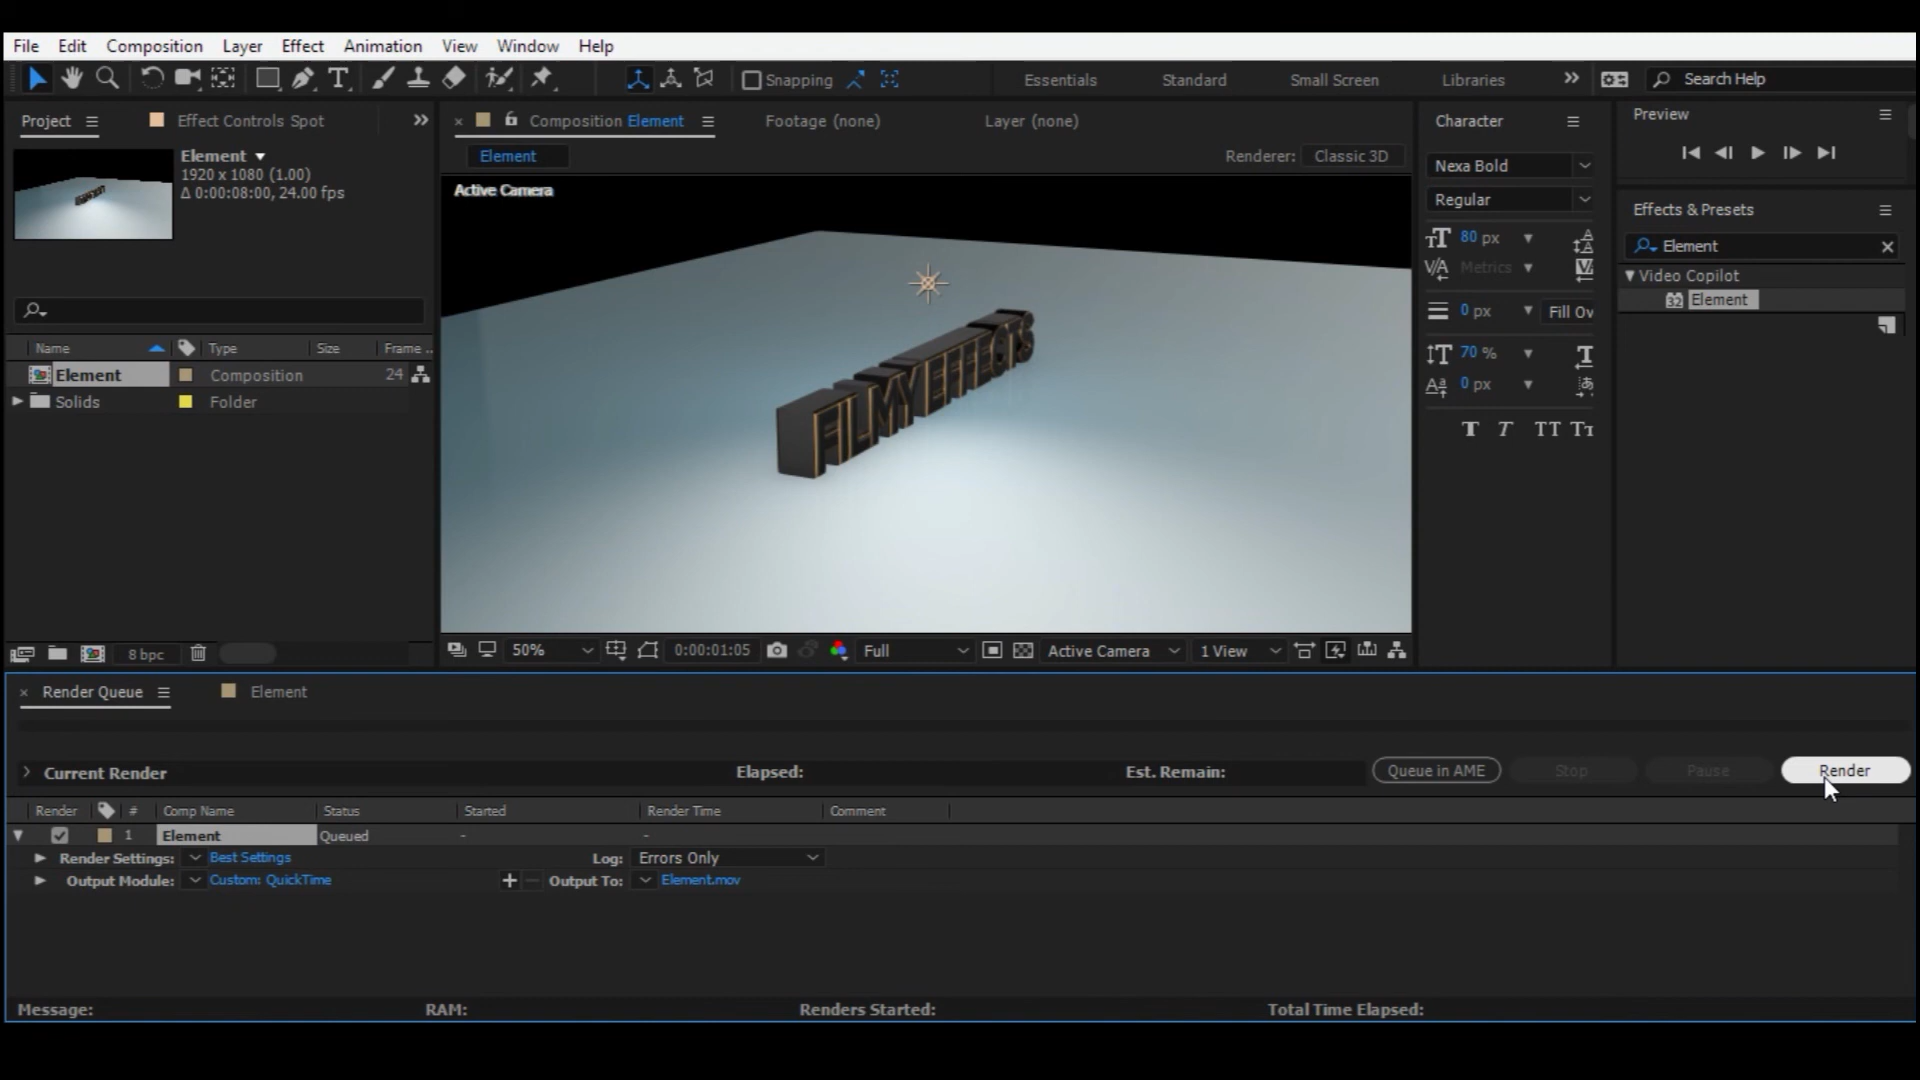 File Edit Composition Layer Effect Animation View Window Help
Snapping Essentials Standard Small Screen Libraries Search Help
Project Effect Controls Spot
Element
1920 x 1080 (1.00)
Δ 0:00:08:00, 24.00 fps
Name Type Size Frame ..
Element Composition 24
Solids Folder
8 bpc
Composition Element Footage (none) Layer (none)
Element Renderer: Classic 3D
Active Camera
FILMY EFFECTS
50% 0:00:01:05 Full Active Camera 1 View
Character
Nexa Bold
Regular
80 px
Metrics
0 px Fill Ov
70 %
0 px
T T TT Tт
Preview
Effects & Presets
Element
Video Copilot
32 Element
Render Queue Element
Current Render Elapsed: Est. Remain: Queue in AME Stop Pause Render
Render # Comp Name Status Started Render Time Comment
1 Element Queued - -
Render Settings: Best Settings Log: Errors Only
Output Module: Custom: QuickTime Output To: Element.mov
Message: RAM: Renders Started: Total Time Elapsed: